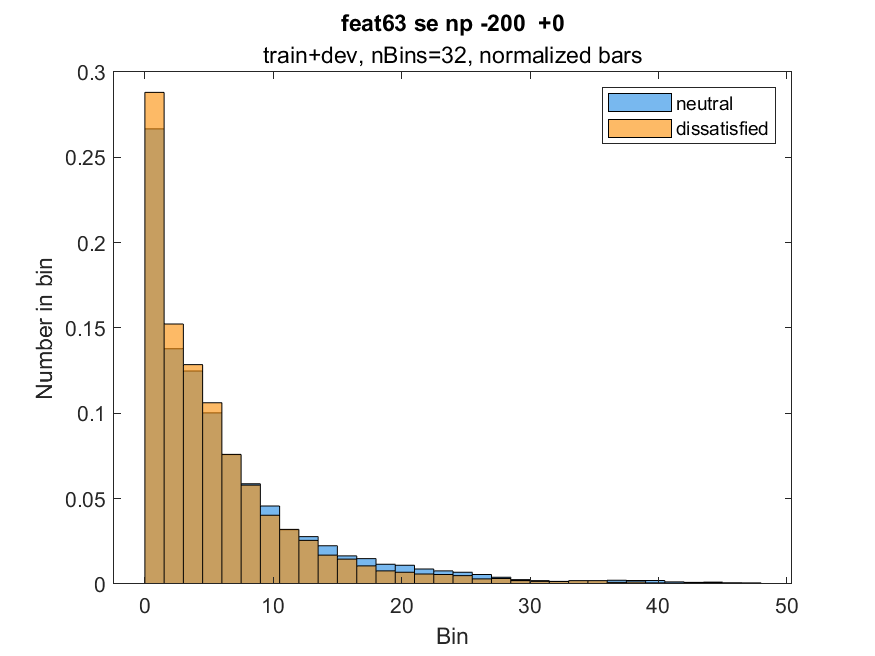 feat63 se np -200  +0
train+dev, nBins=32, normalized bars
neutral
dissatisfied
Number in bin
0.3
0.25
0.2
0.15
0.1
0.05
0
0 10 20 30 40 50
Bin